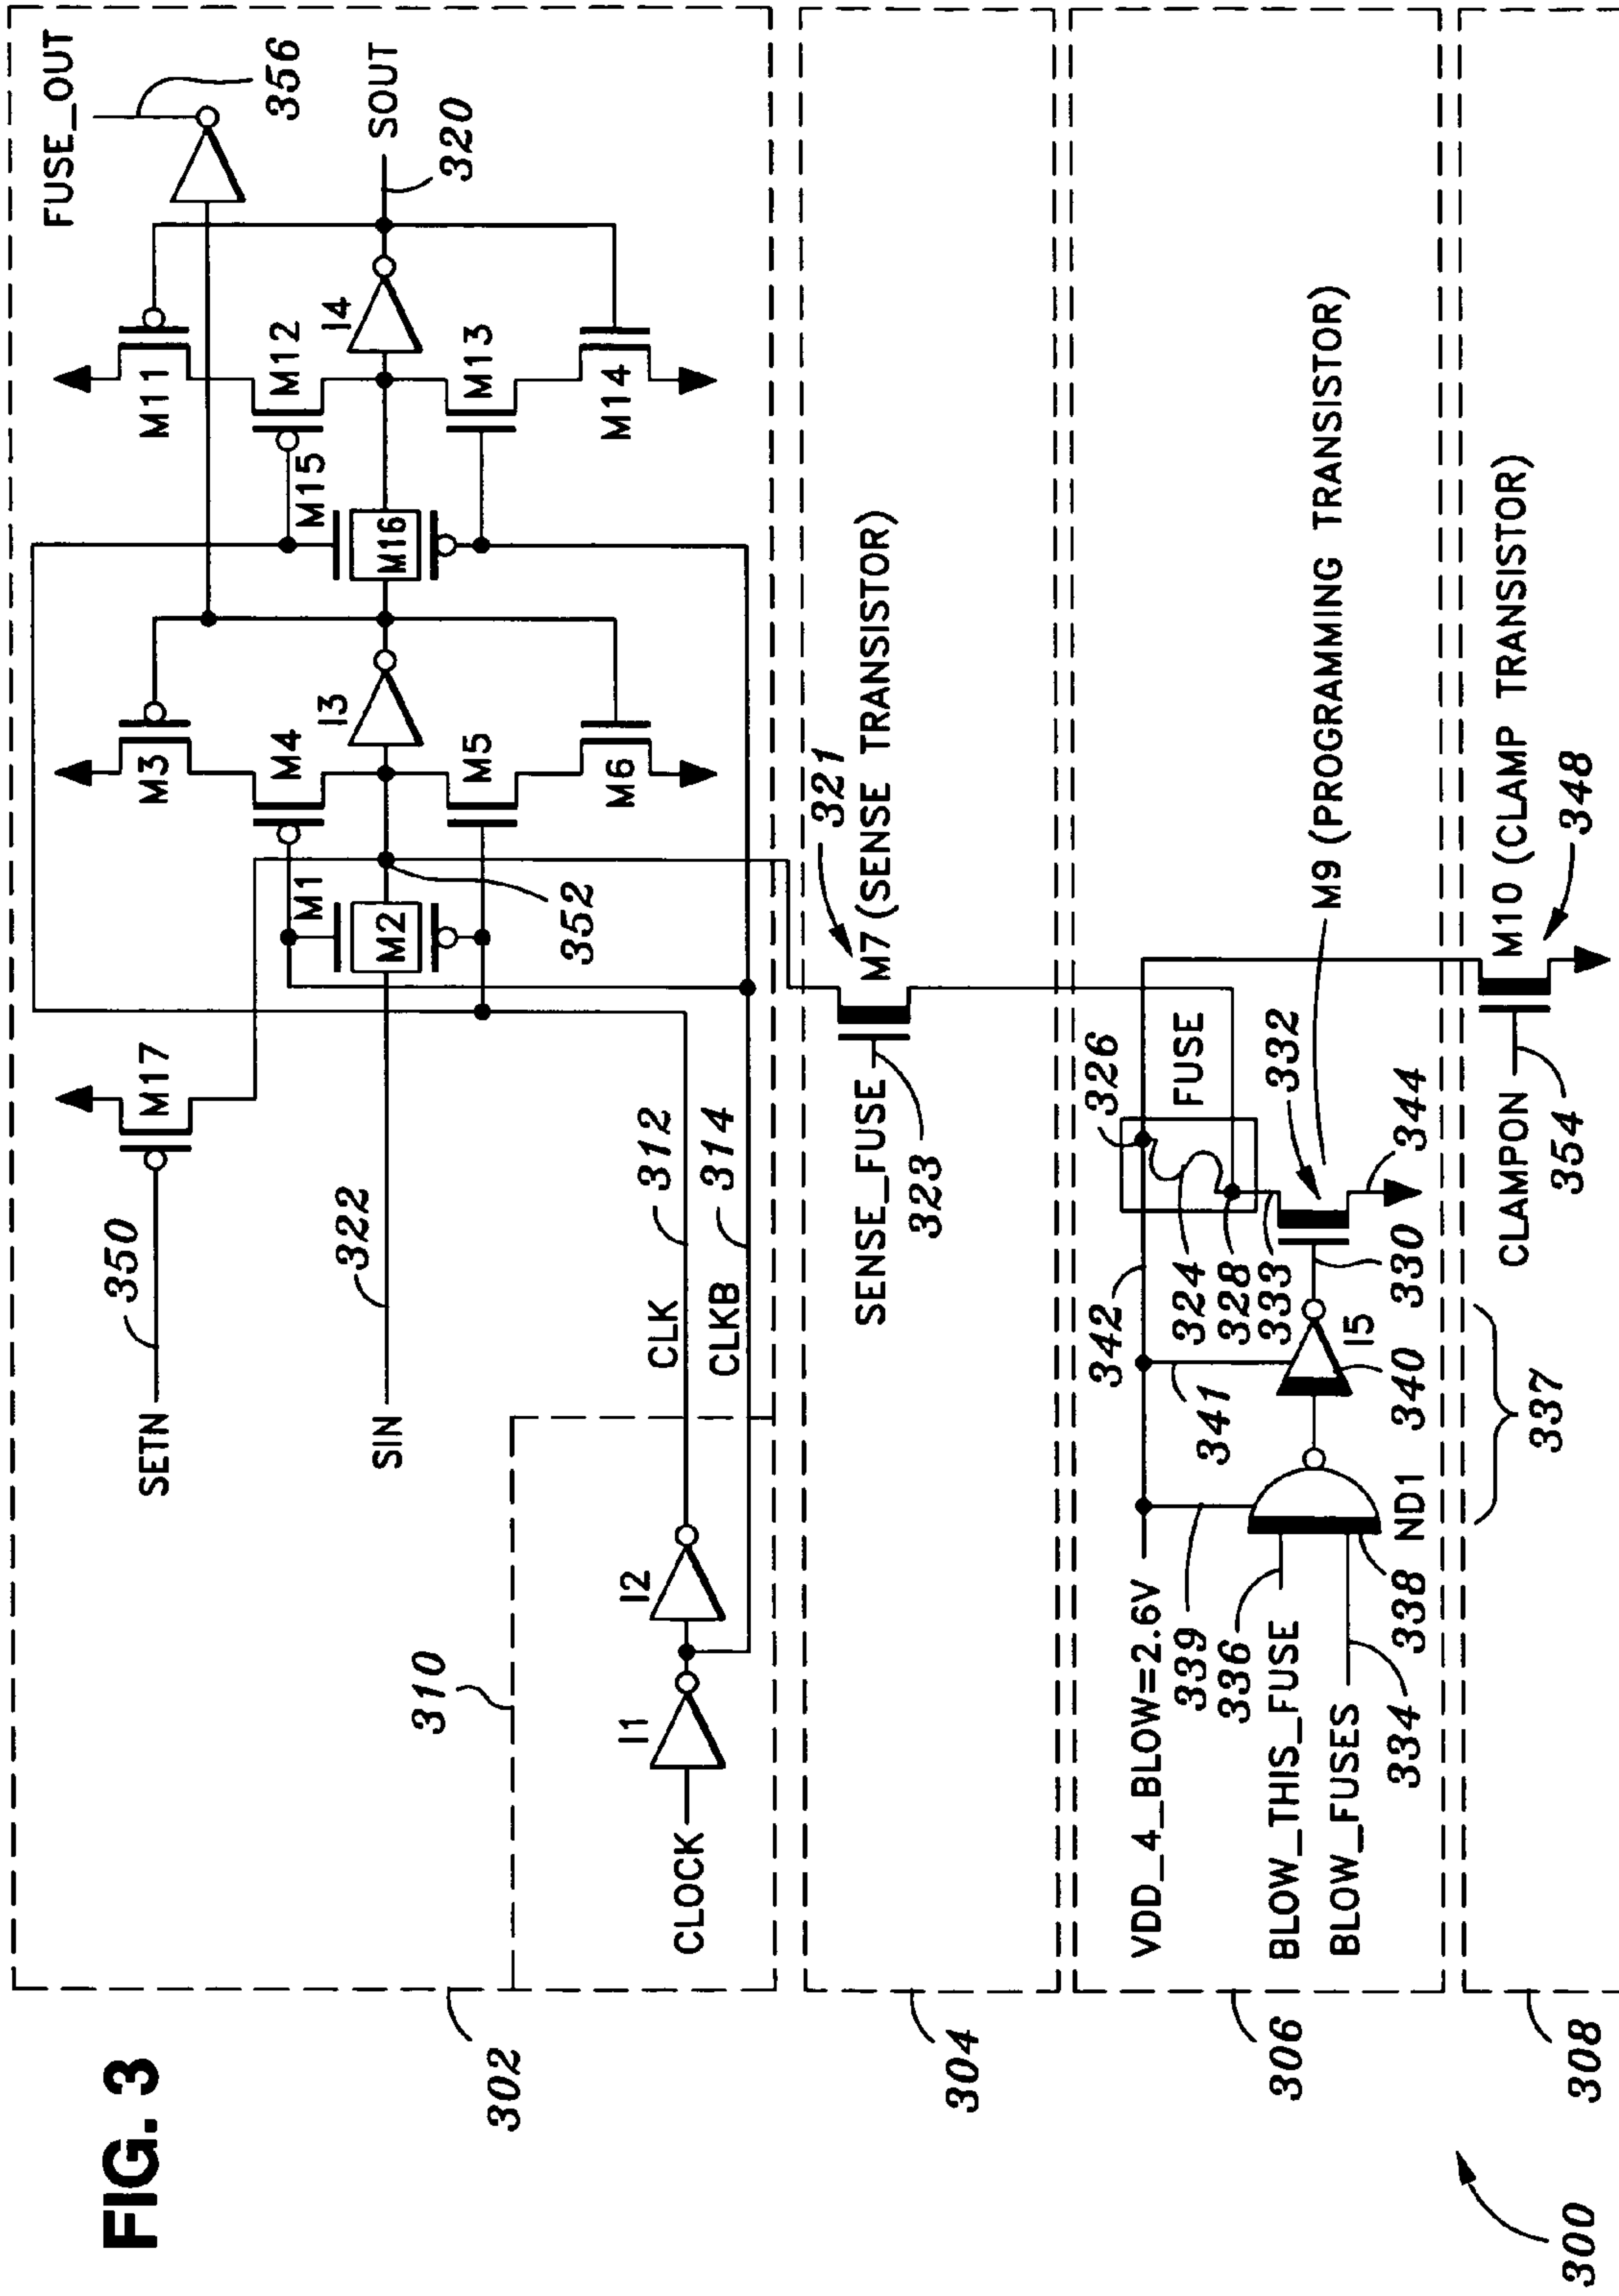 FIG. 3
300
302
304
306
308
310
SETN
350
M17
SIN
322
CLOCK
I1
I2
CLK
312
CLKB
314
M1
M2
352
M3
M4
M5
M6
I3
M15
M16
M11
M12
M13
M14
I4
FUSE_OUT
356
SOUT
320
SENSE_FUSE
323
321
M7 (SENSE TRANSISTOR)
VDD_4_BLOW=2.6V
339
336
BLOW_THIS_FUSE
BLOW_FUSES
334
338
ND1
342
341
340
I5
337
324
328
333
330
326
FUSE
332
344
M9 (PROGRAMMING TRANSISTOR)
CLAMPON
354
M10 (CLAMP TRANSISTOR)
348